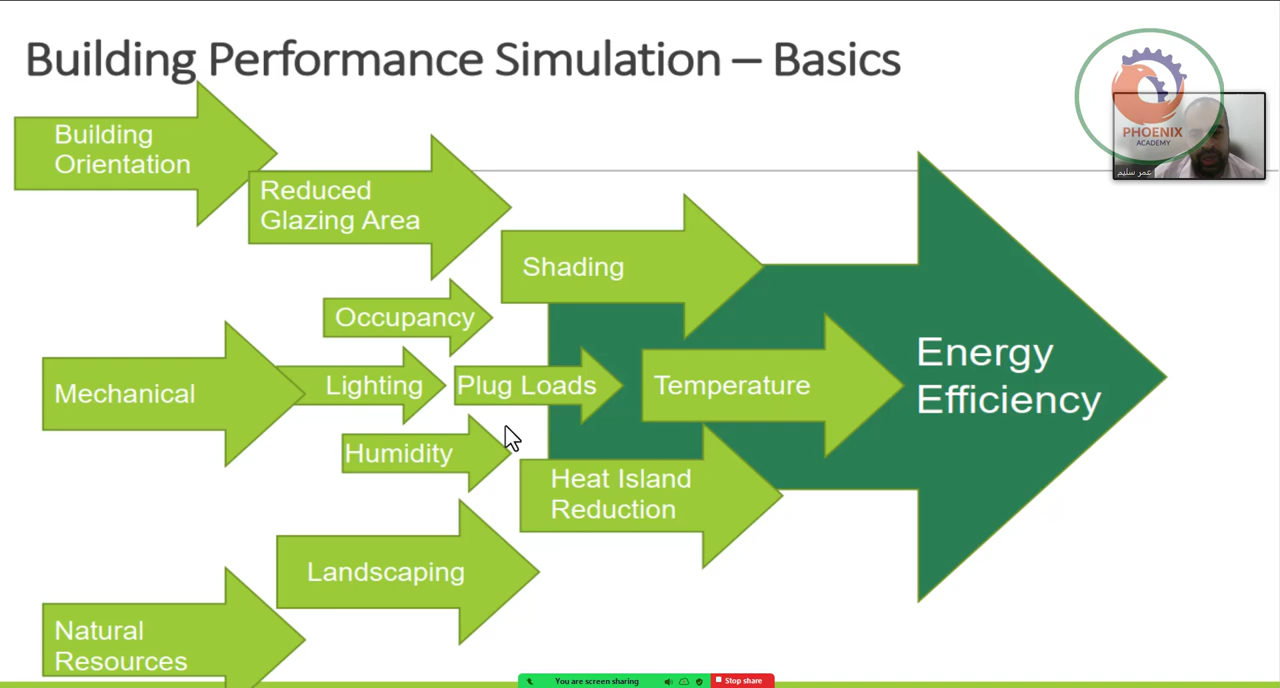 Building Performance Simulation – Basics
PHOENIX
ACADEMY
عمر سليم
Building
Orientation
Reduced
Glazing Area
Shading
Occupancy
Mechanical
Lighting
Plug Loads
Temperature
Energy
Efficiency
Humidity
Heat Island
Reduction
Landscaping
Natural
Resources
You are screen sharing
Stop share